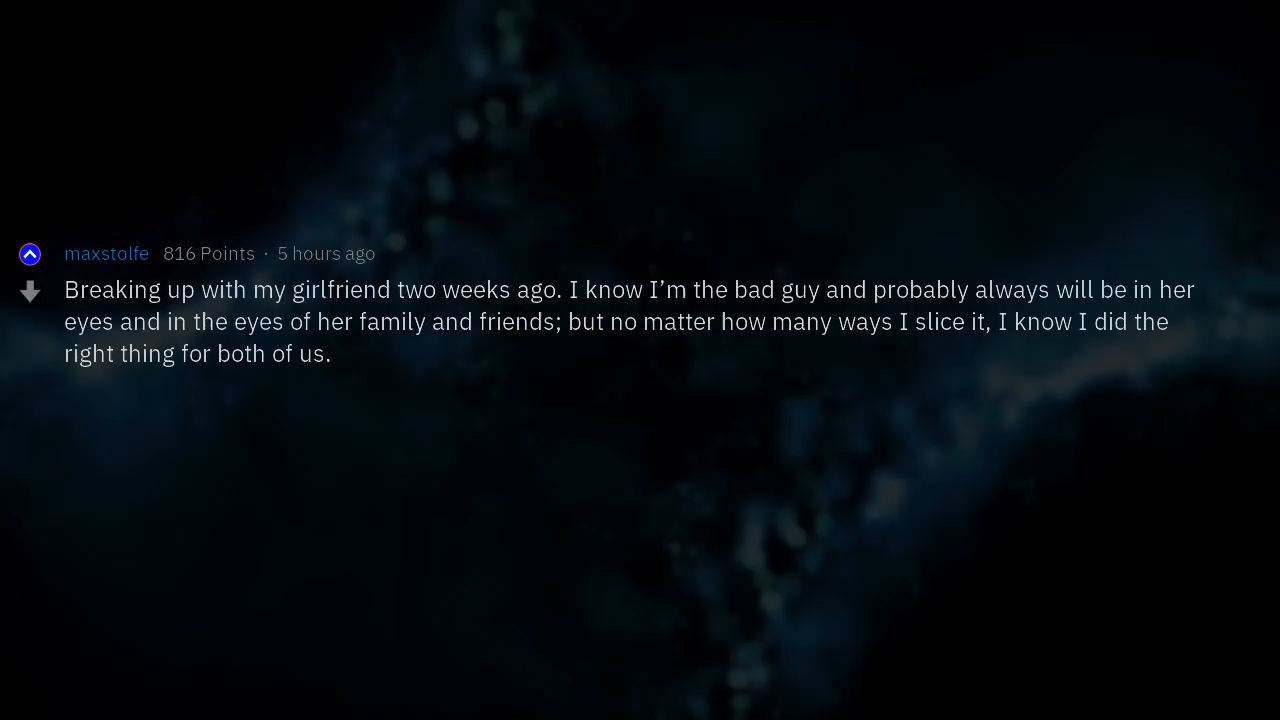 maxstolfe 816 Points · 5 hours ago
Breaking up with my girlfriend two weeks ago. I know I’m the bad guy and probably always will be in her
eyes and in the eyes of her family and friends; but no matter how many ways I slice it, I know I did the
right thing for both of us.